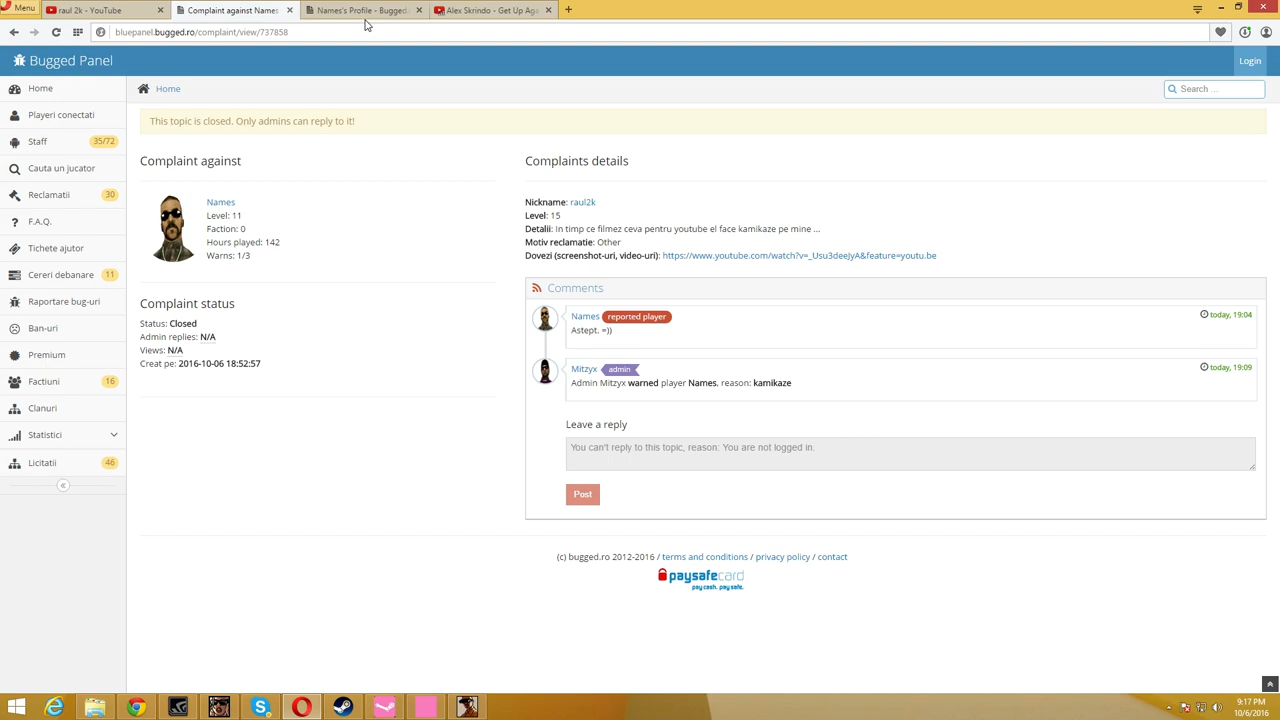 Menu
raul 2k - YouTube
Complaint against Names
Names's Profile - Bugged
Alex Skrindo - Get Up Aga
bluepanel.bugged.ro/complaint/view/737858
Bugged Panel
Login
Home
Home
Search ...
Playeri conectati
Staff 35/72
Cauta un jucator
Reclamatii 30
F.A.Q.
Tichete ajutor
Cereri debanare 11
Raportare bug-uri
Ban-uri
Premium
Factiuni 16
Clanuri
Statistici
Licitatii 46
This topic is closed. Only admins can reply to it!
Complaint against
Names
Level: 11
Faction: 0
Hours played: 142
Warns: 1/3
Complaint status
Status: Closed
Admin replies: N/A
Views: N/A
Creat pe: 2016-10-06 18:52:57
Complaints details
Nickname: raul2k
Level: 15
Detalii: In timp ce filmez ceva pentru youtube el face kamikaze pe mine ...
Motiv reclamatie: Other
Dovezi (screenshot-uri, video-uri): https://www.youtube.com/watch?v=_Usu3deeJyA&feature=youtu.be
Comments
Names reported player today, 19:04
Astept. =))
Mitzyx admin today, 19:09
Admin Mitzyx warned player Names. reason: kamikaze
Leave a reply
You can't reply to this topic, reason: You are not logged in.
Post
(c) bugged.ro 2012-2016 / terms and conditions / privacy policy / contact
paysafecard
pay cash. pay safe.
9:17 PM
10/6/2016